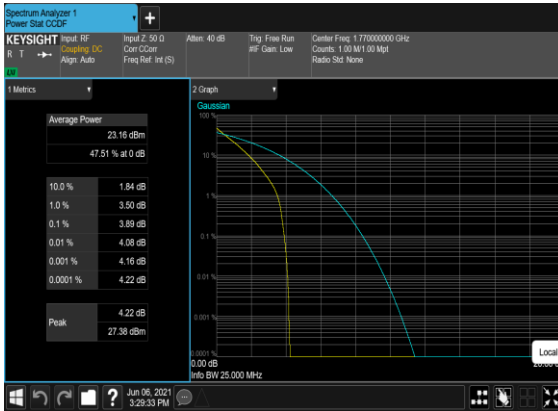 Spectrum Analyzer 1
Power Stat CCDF
KEYSIGHT
R T
Input: RF
Coupling: DC
Align: Auto
Input Z: 50 Ω
Corr CCorr
Freq Ref: Int (S)
Atten: 40 dB
Trig: Free Run
#IF Gain: Low
Center Freq: 1.770000000 GHz
Counts: 1.00 M/1.00 Mpt
Radio Std: None
1 Metrics
Average Power
23.16 dBm
47.51 % at 0 dB
10.0 % 1.84 dB
1.0 % 3.50 dB
0.1 % 3.89 dB
0.01 % 4.08 dB
0.001 % 4.16 dB
0.0001 % 4.22 dB
Peak
4.22 dB
27.38 dBm
2 Graph
Gaussian
100 %
10 %
1 %
0.1 %
0.01 %
0.001 %
0.0001 %
0.00 dB
Info BW 25.000 MHz
Local
?
Jun 06, 2021
3:29:33 PM